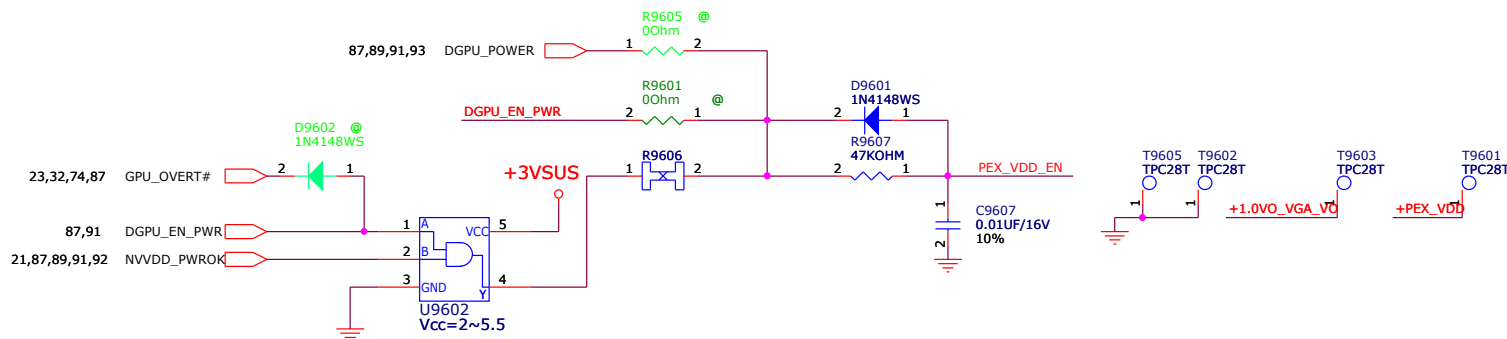 R9605 @
0Ohm
87,89,91,93 DGPU_POWER 1 2
R9601
0Ohm @
DGPU_EN_PWR 2 1
D9601
1N4148WS
2 1
D9602 @
1N4148WS
23,32,74,87 GPU_OVERT# 2 1
+3VSUS
1 R9606 2
R9607
47KOHM
2 1
PEX_VDD_EN
T9605
TPC28T
1
T9602
TPC28T
1
T9603
TPC28T
1
T9601
TPC28T
1
+1.0VO_VGA_VO
+PEX_VDD
1
C9607
0.01UF/16V
10%
2
87,91 DGPU_EN_PWR 1 A VCC 5
21,87,89,91,92 NVVDD_PWROK 2 B
3 GND Y 4
U9602
Vcc=2~5.5